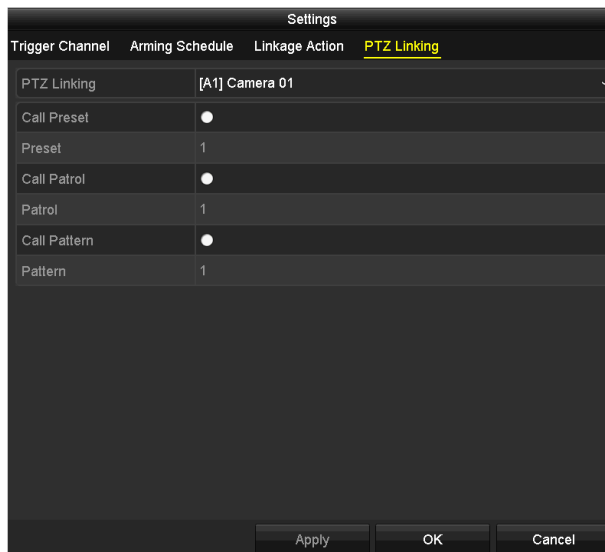 Settings
Trigger Channel Arming Schedule Linkage Action PTZ Linking
PTZ Linking [A1] Camera 01
Call Preset
Preset 1
Call Patrol
Patrol 1
Call Pattern
Pattern 1
Apply OK Cancel